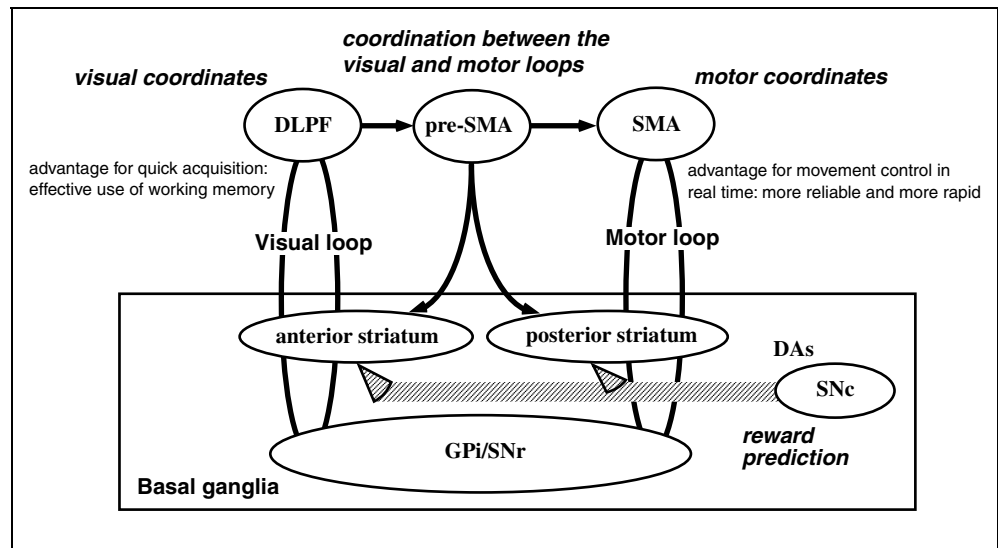 coordination between the
visual and motor loops
visual coordinates
motor coordinates
DLPF
pre-SMA
SMA
advantage for quick acquisition:
effective use of working memory
advantage for movement control in
real time: more reliable and more rapid
Visual loop
Motor loop
anterior striatum
posterior striatum
DAs
SNc
reward
prediction
GPi/SNr
Basal ganglia